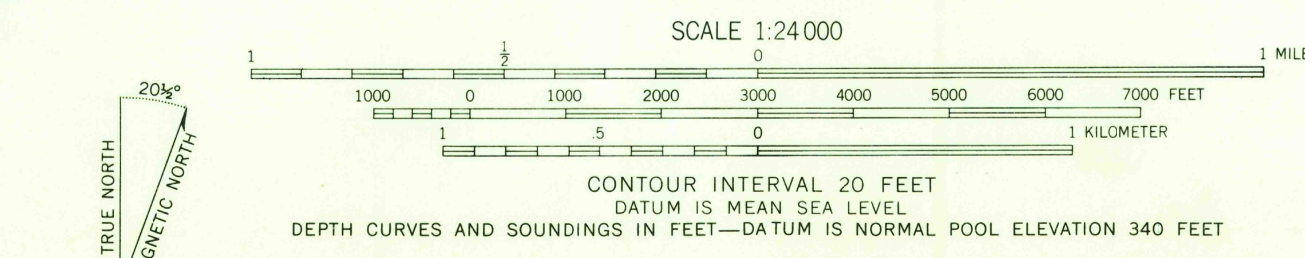 SCALE 1:24 000
1 ½ 0 1 MILE
1000 0 1000 2000 3000 4000 5000 6000 7000 FEET
1 .5 0 1 KILOMETER
CONTOUR INTERVAL 20 FEET
DATUM IS MEAN SEA LEVEL
DEPTH CURVES AND SOUNDINGS IN FEET—DATUM IS NORMAL POOL ELEVATION 340 FEET
20½°
TRUE NORTH
GNETIC NORTH